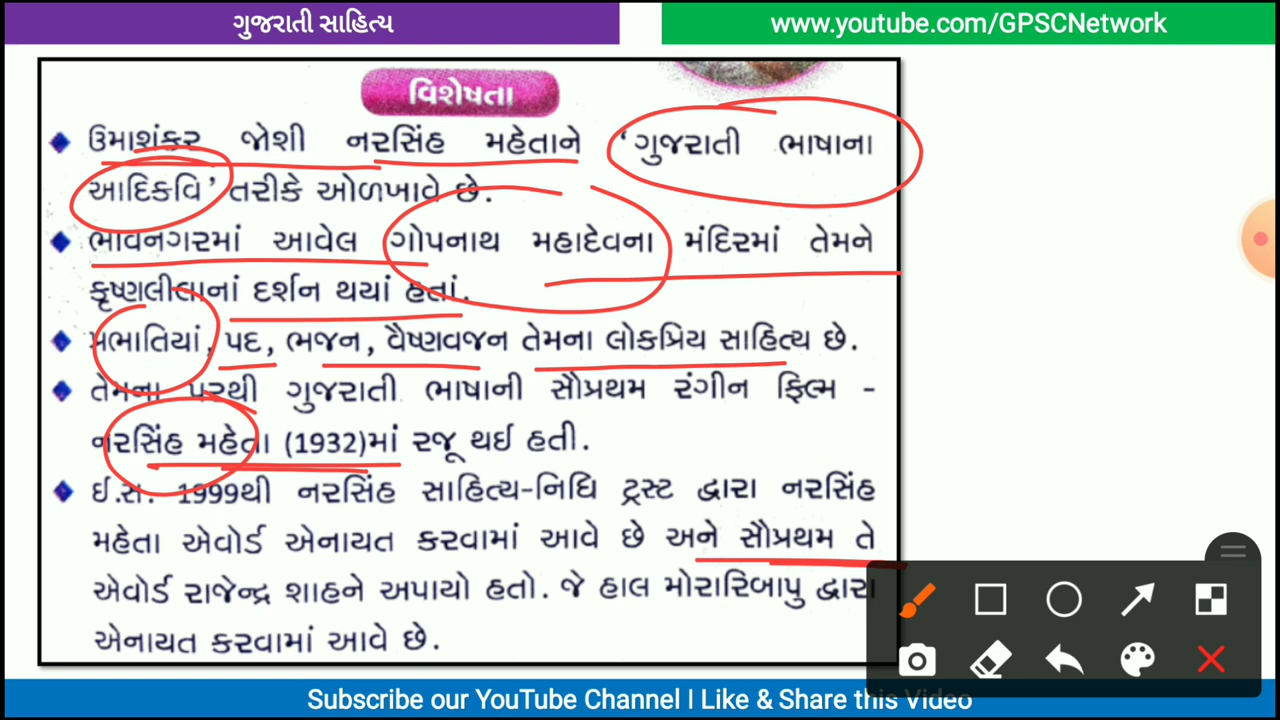 ગુજરાતી સાહિત્ય
www.youtube.com/GPSCNetwork
વિશેષતા
ઉમાશંકર જોશી નરસિંહ મહેતાને ‘ગુજરાતી ભાષાના
આદિકવિ’ તરીકે ઓળખાવે છે.
ભાવનગરમાં આવેલ ગોપનાથ મહાદેવના મંદિરમાં તેમને
કૃષ્ણલીલાનાં દર્શન થયાં હતાં.
પ્રભાતિયાં, પદ, ભજન, વૈષ્ણવજન તેમના લોકપ્રિય સાહિત્ય છે.
તેમના પરથી ગુજરાતી ભાષાની સૌપ્રથમ રંગીન ફિલ્મ -
નરસિંહ મહેતા (1932)માં રજૂ થઈ હતી.
ઈ.સ. 1999થી નરસિંહ સાહિત્ય-નિધિ ટ્રસ્ટ દ્વારા નરસિંહ
મહેતા એવોર્ડ એનાયત કરવામાં આવે છે અને સૌપ્રથમ તે
એવોર્ડ રાજેન્દ્ર શાહને અપાયો હતો. જે હાલ મોરારિબાપુ દ્વારા
એનાયત કરવામાં આવે છે.
Subscribe our YouTube Channel l Like & Share this Video